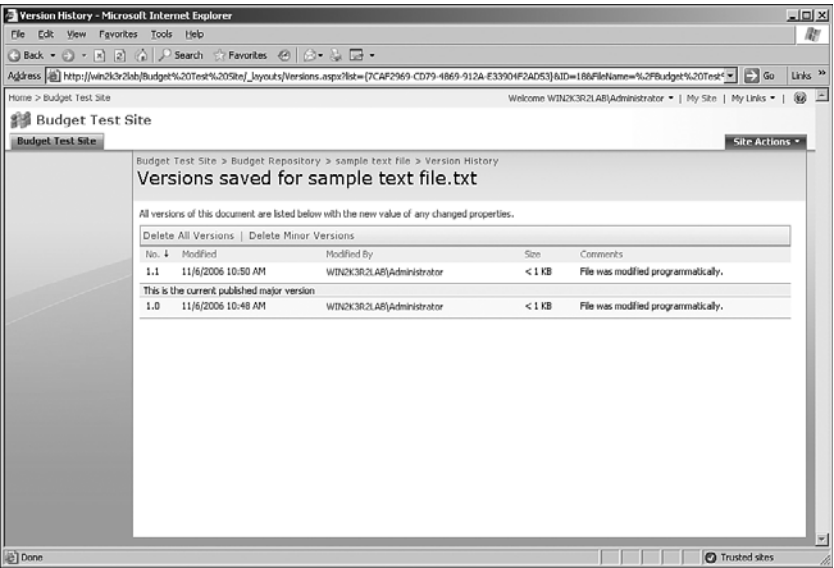 Version History - Microsoft Internet Explorer
File Edit View Favorites Tools Help
Back Search Favorites
Address http://win2k3r2lab/Budget%20Test%20Site/_layouts/Versions.aspx?list={7CAF2969-CD79-4869-912A-E33904F2AD53}&ID=18&FileName=%2FBudget%20Test Go Links »
Home > Budget Test Site Welcome WIN2K3R2LAB\Administrator | My Site | My Links |
Budget Test Site
Budget Test Site Site Actions
Budget Test Site > Budget Repository > sample text file > Version History
Versions saved for sample text file.txt
All versions of this document are listed below with the new value of any changed properties.
Delete All Versions | Delete Minor Versions
No. ↓ Modified Modified By Size Comments
1.1 11/6/2006 10:50 AM WIN2K3R2LAB\Administrator < 1 KB File was modified programmatically.
This is the current published major version
1.0 11/6/2006 10:48 AM WIN2K3R2LAB\Administrator < 1 KB File was modified programmatically.
Done Trusted sites